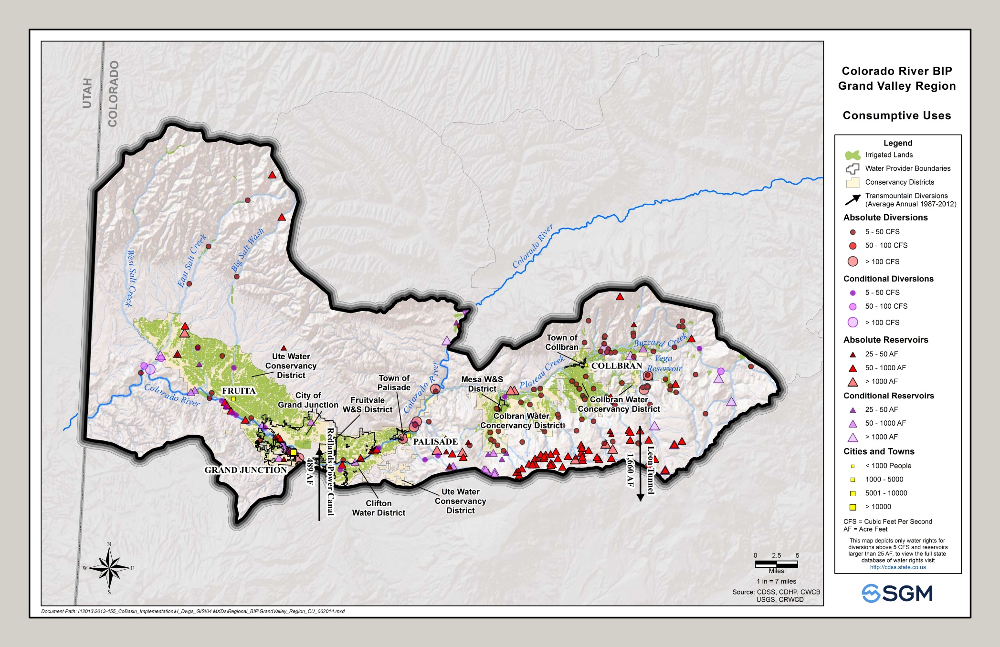 UTAH
COLORADO
West Salt Creek
East Salt Creek
Big Salt Wash
Colorado River
Ute Water
Conservancy
District
FRUITA
Colorado River
City of
Grand Junction
Fruitvale
W&S District
Town of
Palisade
Colorado River
PALISADE
GRAND JUNCTION
489 AF
Redlands Power Canal
Clifton
Water District
Ute Water
Conservancy
District
Mesa W&S
District
Plateau Creek
Town of
Collbran
COLLBRAN
Buzzard Creek
Vega
Reservoir
Collbran Water
Concervancy District
Colbran Water
Concervancy District
1,660 AF
Leon Tunnel
N
W
E
S
0 2.5 5
Miles
1 in = 7 miles
Source: CDSS, CDHP, CWCB
USGS, CRWCD
Document Path: I:\2013\2013-455_CoBasin_Implementation\H_Dwgs_GIS\04 MXDs\Regional_BIP\GrandValley_Region_CU_062014.mxd
Colorado River BIP
Grand Valley Region
Consumptive Uses
Legend
Irrigated Lands
Water Provider Boundaries
Conservancy Districts
Transmountain Diversions
(Average Annual 1987-2012)
Absolute Diversions
5 - 50 CFS
50 - 100 CFS
> 100 CFS
Conditional Diversions
5 - 50 CFS
50 - 100 CFS
> 100 CFS
Absolute Reservoirs
25 - 50 AF
50 - 1000 AF
> 1000 AF
Conditional Reservoirs
25 - 50 AF
50 - 1000 AF
> 1000 AF
Cities and Towns
< 1000 People
1000 - 5000
5001 - 10000
> 10000
CFS = Cubic Feet Per Second
AF = Acre Feet
This map depicts only water rights for
diversions above 5 CFS and reservoirs
larger than 25 AF, to view the full state
database of water rights visit
http://cdss.state.co.us
SGM